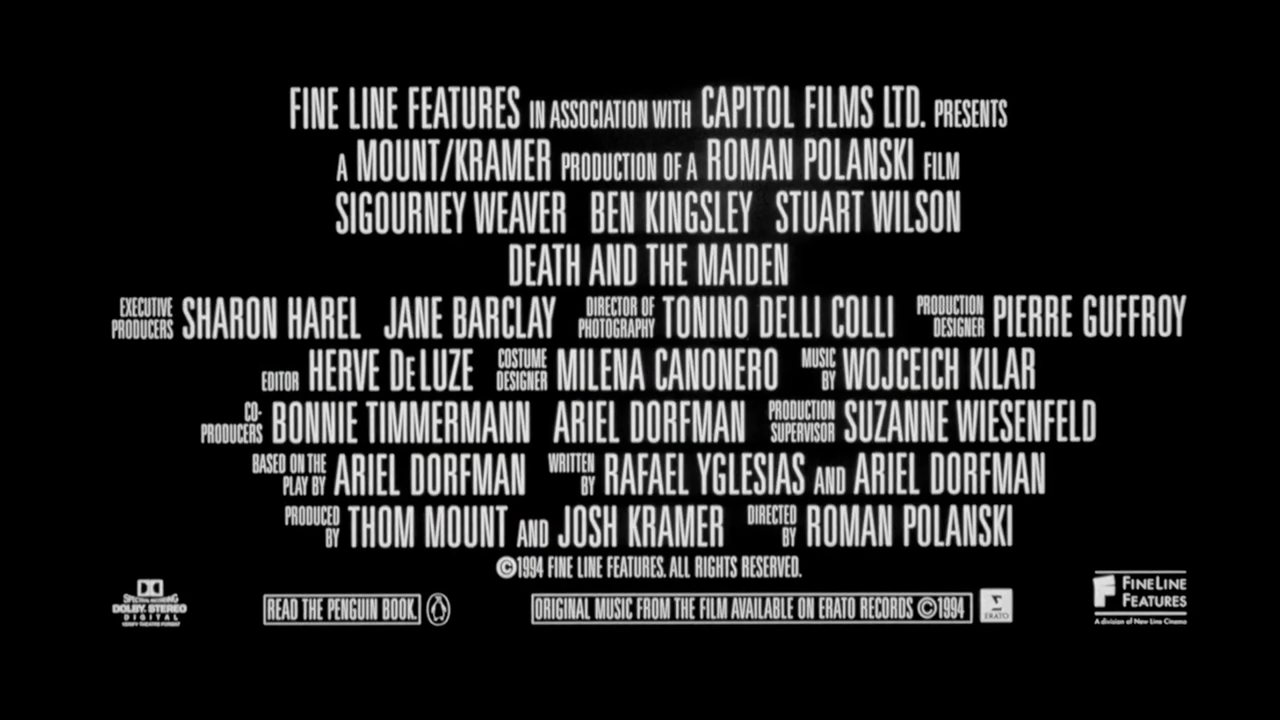 FINE LINE FEATURES IN ASSOCIATION WITH CAPITOL FILMS LTD. PRESENTS
A MOUNT/KRAMER PRODUCTION OF A ROMAN POLANSKI FILM
SIGOURNEY WEAVER BEN KINGSLEY STUART WILSON
DEATH AND THE MAIDEN
EXECUTIVE PRODUCERS SHARON HAREL JANE BARCLAY DIRECTOR OF PHOTOGRAPHY TONINO DELLI COLLI PRODUCTION DESIGNER PIERRE GUFFROY
EDITOR HERVE DeLUZE COSTUME DESIGNER MILENA CANONERO MUSIC BY WOJCEICH KILAR
CO-PRODUCERS BONNIE TIMMERMANN ARIEL DORFMAN PRODUCTION SUPERVISOR SUZANNE WIESENFELD
BASED ON THE PLAY BY ARIEL DORFMAN WRITTEN BY RAFAEL YGLESIAS AND ARIEL DORFMAN
PRODUCED BY THOM MOUNT AND JOSH KRAMER DIRECTED BY ROMAN POLANSKI
©1994 FINE LINE FEATURES. ALL RIGHTS RESERVED.
SPECTRAL RECORDING
DOLBY. STEREO
DIGITAL
READ THE PENGUIN BOOK.
ORIGINAL MUSIC FROM THE FILM AVAILABLE ON ERATO RECORDS ©1994
ERATO
FINELINE
FEATURES
A division of New Line Cinema